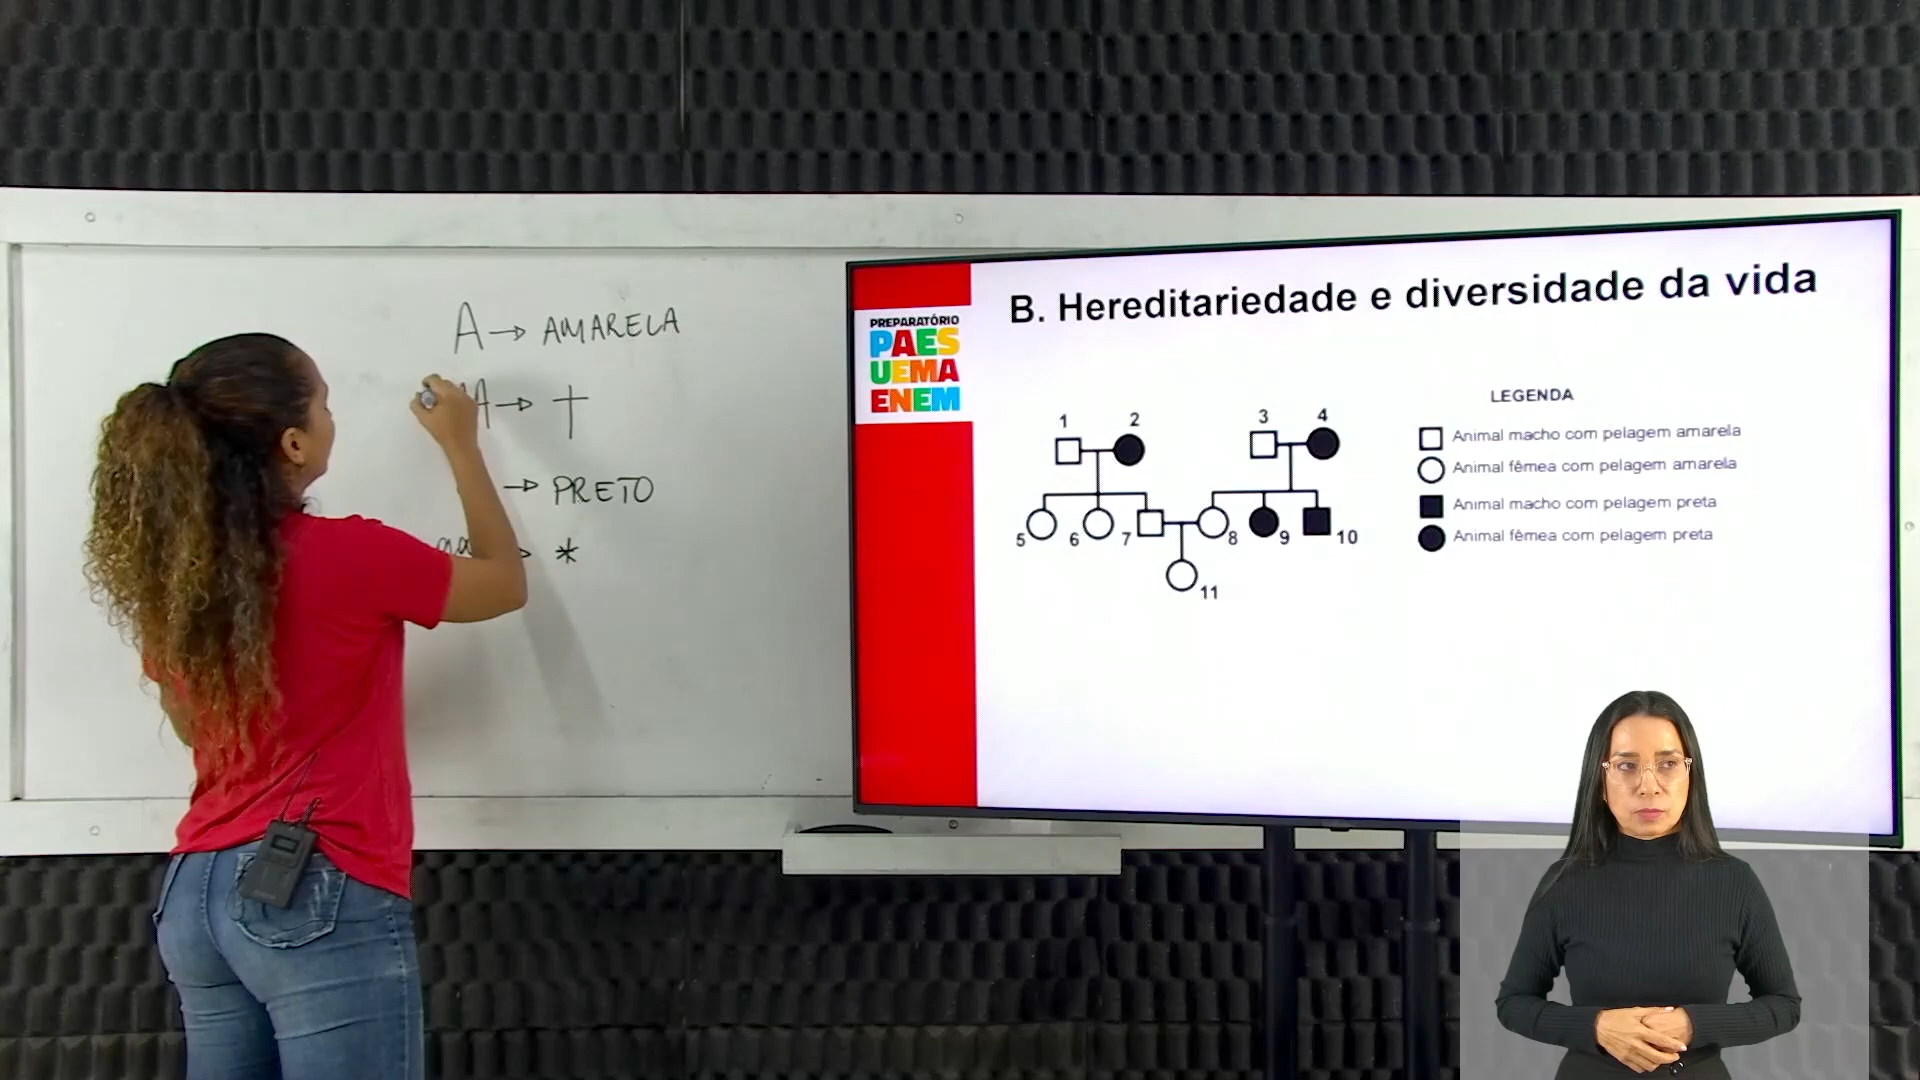 A → AMARELA
A → †
→ PRETO
aa → *
B. Hereditariedade e diversidade da vida
PREPARATÓRIO
PAES
UEMA
ENEM
LEGENDA
Animal macho com pelagem amarela
Animal fêmea com pelagem amarela
Animal macho com pelagem preta
Animal fêmea com pelagem preta
1 2 3 4
5 6 7 8 9 10
11